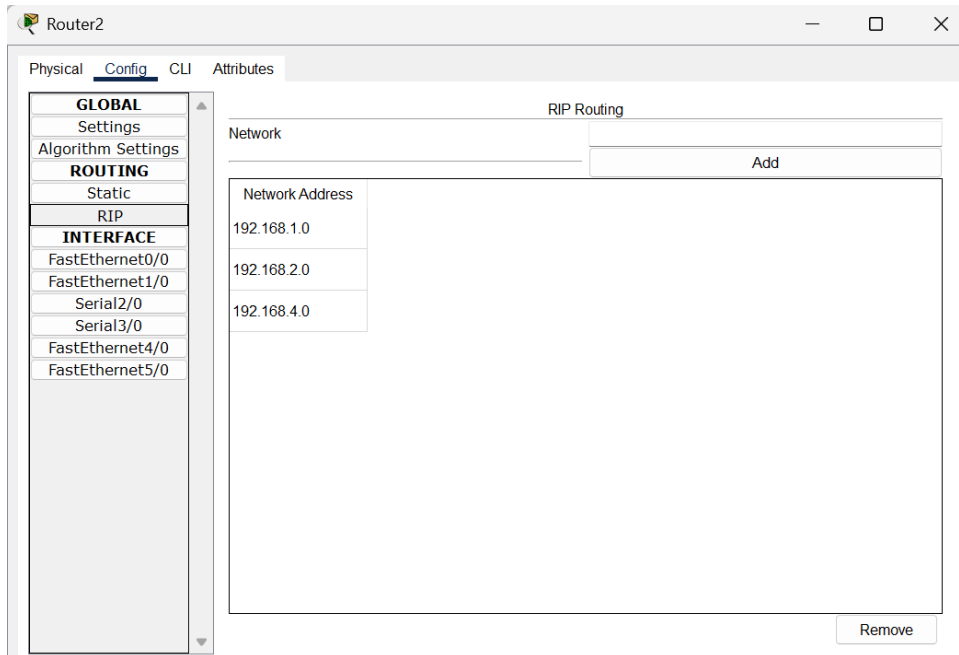 Router2
Physical Config CLI Attributes
GLOBAL
Settings
Algorithm Settings
ROUTING
Static
RIP
INTERFACE
FastEthernet0/0
FastEthernet1/0
Serial2/0
Serial3/0
FastEthernet4/0
FastEthernet5/0
RIP Routing
Network
Add
Network Address
192.168.1.0
192.168.2.0
192.168.4.0
Remove